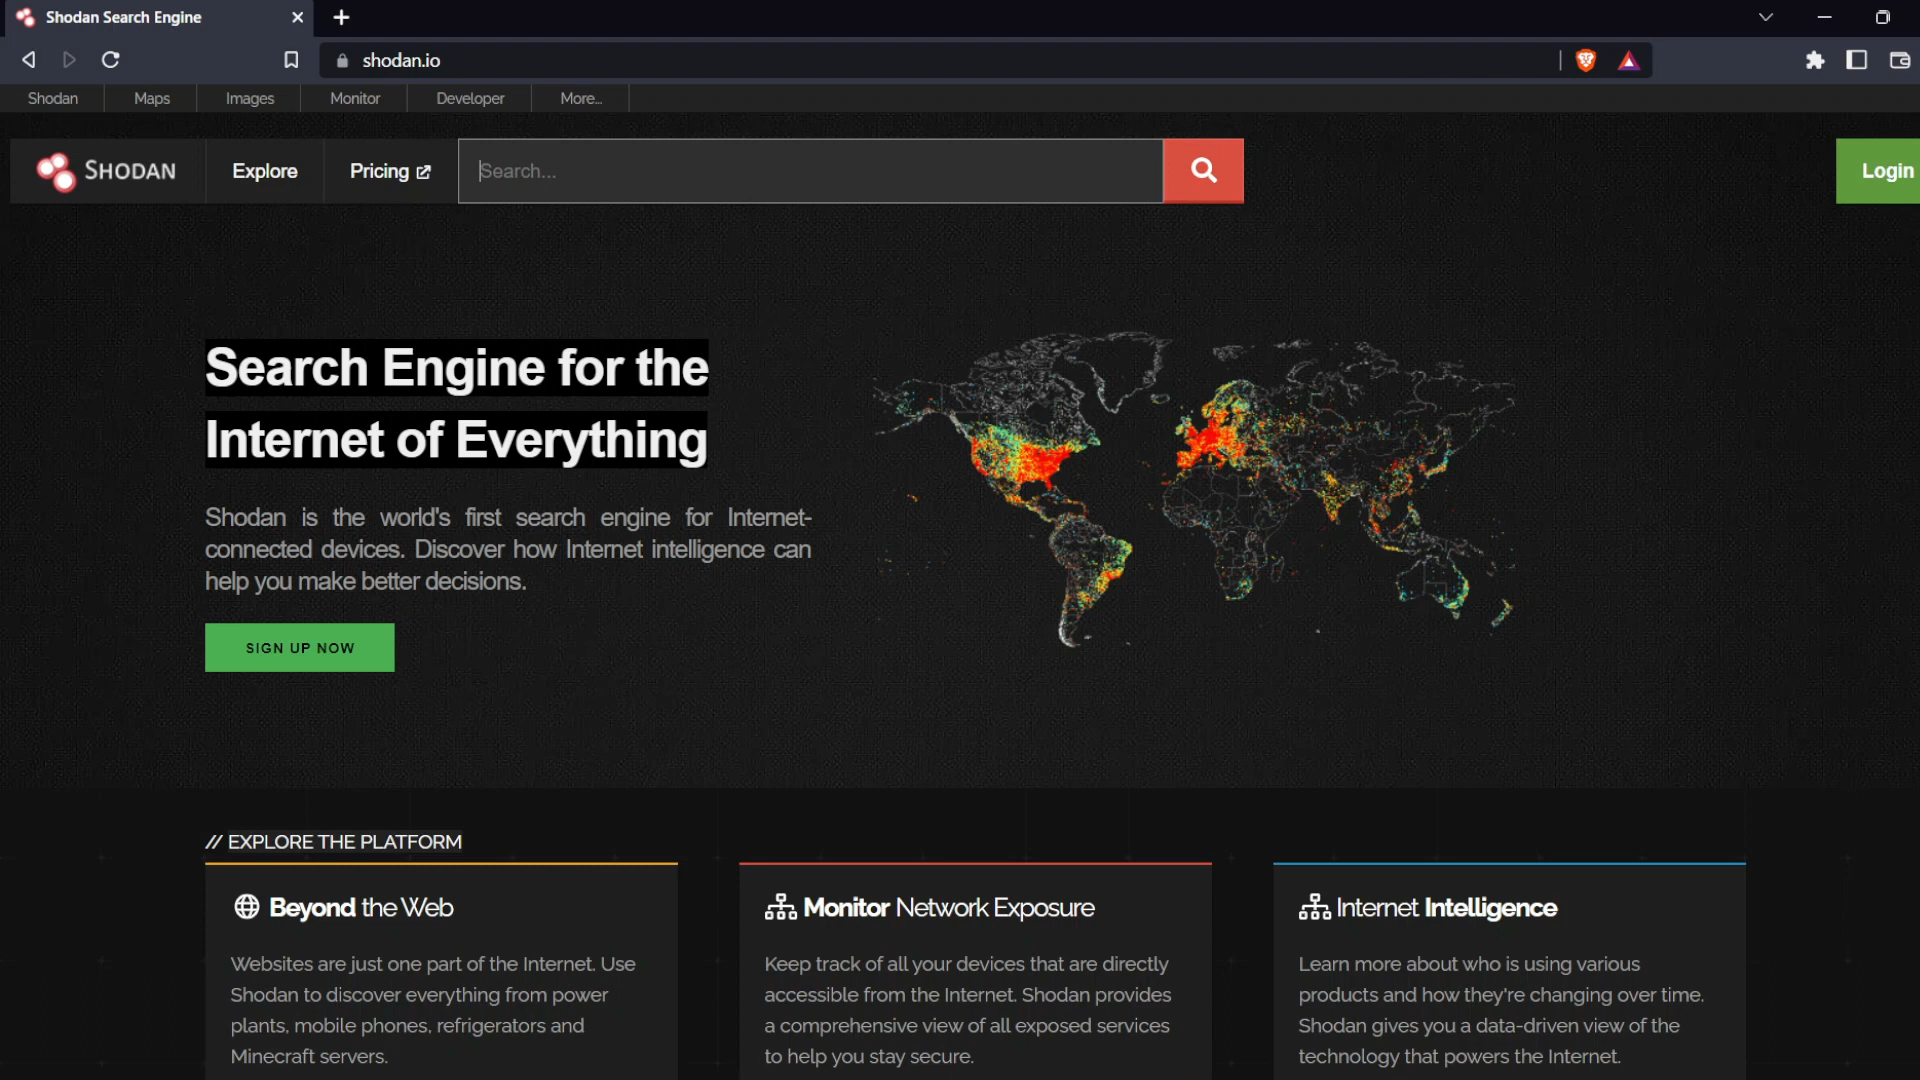 Shodan Search Engine
shodan.io
Shodan Maps Images Monitor Developer More...
SHODAN Explore Pricing Search... Login
Search Engine for the
Internet of Everything
Shodan is the world's first search engine for Internet-
connected devices. Discover how Internet intelligence can
help you make better decisions.
SIGN UP NOW
// EXPLORE THE PLATFORM
Beyond the Web
Websites are just one part of the Internet. Use
Shodan to discover everything from power
plants, mobile phones, refrigerators and
Minecraft servers.
Monitor Network Exposure
Keep track of all your devices that are directly
accessible from the Internet. Shodan provides
a comprehensive view of all exposed services
to help you stay secure.
Internet Intelligence
Learn more about who is using various
products and how they're changing over time.
Shodan gives you a data-driven view of the
technology that powers the Internet.